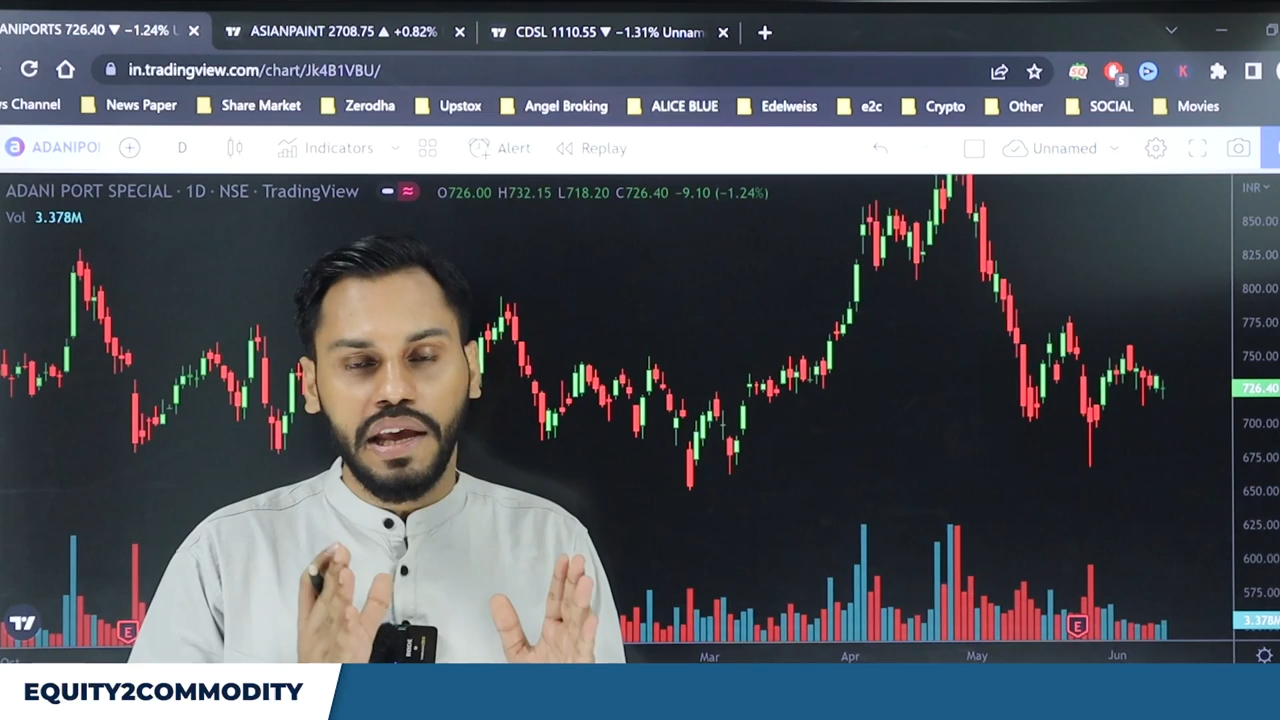 ANIPORTS 726.40 ▼ −1.24% ASIANPAINT 2708.75 ▲ +0.82% CDSL 1110.55 ▼ −1.31% Unnam
in.tradingview.com/chart/Jk4B1VBU/
s Channel News Paper Share Market Zerodha Upstox Angel Broking ALICE BLUE Edelweiss e2c Crypto Other SOCIAL Movies
ADANIPO D Indicators Alert Replay Unnamed
ADANI PORT SPECIAL · 1D · NSE · TradingView O726.00 H732.15 L718.20 C726.40 −9.10 (−1.24%) INR
Vol 3.378M
850.00
825.00
800.00
775.00
750.00
726.40
700.00
675.00
650.00
625.00
600.00
575.00
3.378M
E E
Mar Apr May Jun
EQUITY2COMMODITY